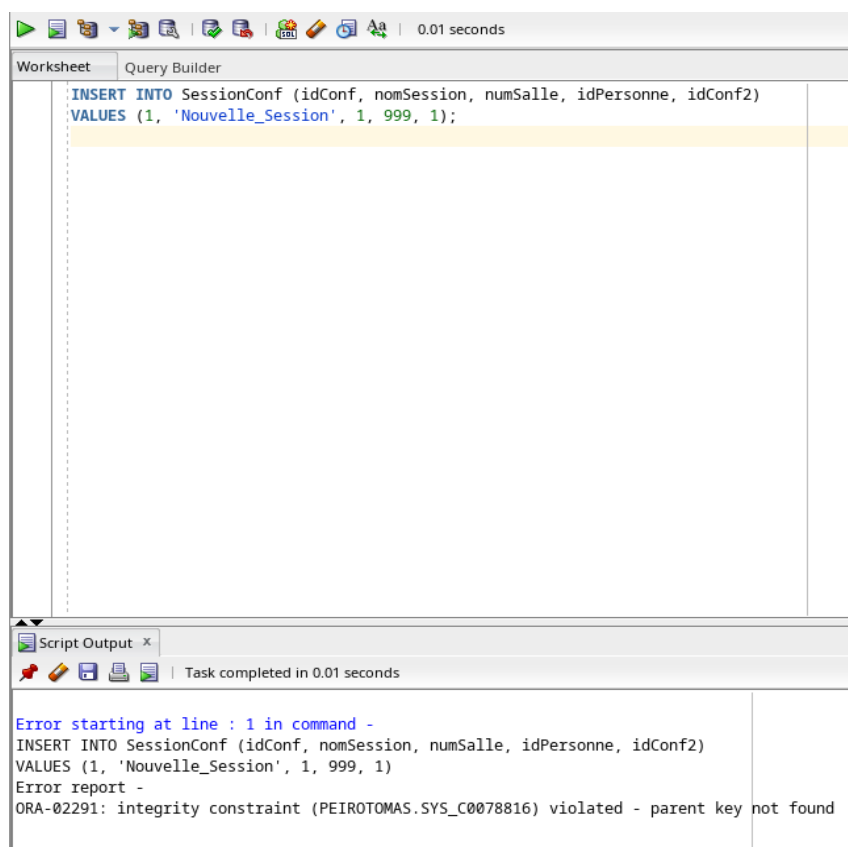 0.01 seconds
Worksheet Query Builder
INSERT INTO SessionConf (idConf, nomSession, numSalle, idPersonne, idConf2)
VALUES (1, 'Nouvelle_Session', 1, 999, 1);
Script Output x
Task completed in 0.01 seconds
Error starting at line : 1 in command -
INSERT INTO SessionConf (idConf, nomSession, numSalle, idPersonne, idConf2)
VALUES (1, 'Nouvelle_Session', 1, 999, 1)
Error report -
ORA-02291: integrity constraint (PEIROTOMAS.SYS_C0078816) violated - parent key not found